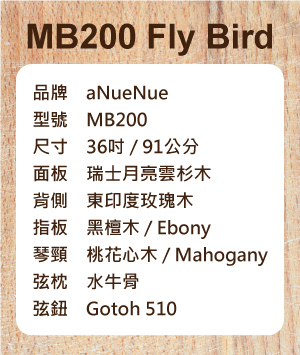 MB200 Fly Bird
品牌 aNueNue
型號 MB200
尺寸 36吋 / 91公分
面板 瑞士月亮雲杉木
背側 東印度玫瑰木
指板 黑檀木 / Ebony
琴頸 桃花心木 / Mahogany
弦枕 水牛骨
弦鈕 Gotoh 510